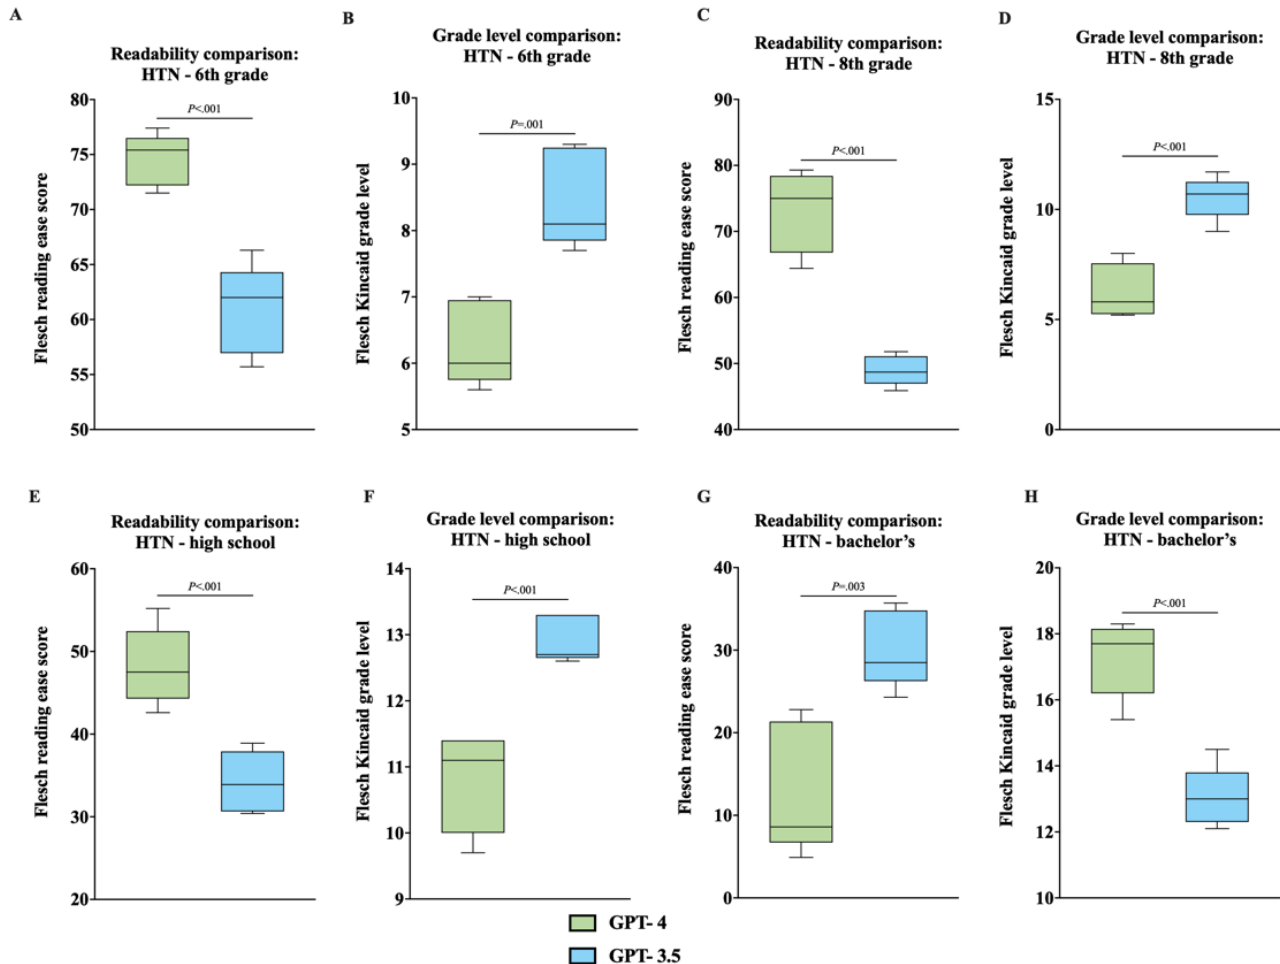 A
Readability comparison:
HTN - 6th grade
Flesch reading ease score
80
75
70
65
60
55
50
P<.001
B
Grade level comparison:
HTN - 6th grade
Flesch Kincaid grade level
10
9
8
7
6
5
P=.001
C
Readability comparison:
HTN - 8th grade
Flesch reading ease score
90
80
70
60
50
40
P<.001
D
Grade level comparison:
HTN - 8th grade
Flesch Kincaid grade level
15
10
5
0
P<.001
E
Readability comparison:
HTN - high school
Flesch reading ease score
60
50
40
30
20
P<.001
F
Grade level comparison:
HTN - high school
Flesch Kincaid grade level
14
13
12
11
10
9
P<.001
G
Readability comparison:
HTN - bachelor's
Flesch reading ease score
40
30
20
10
0
P=.003
H
Grade level comparison:
HTN - bachelor's
Flesch Kincaid grade level
20
18
16
14
12
10
P<.001
GPT- 4
GPT- 3.5